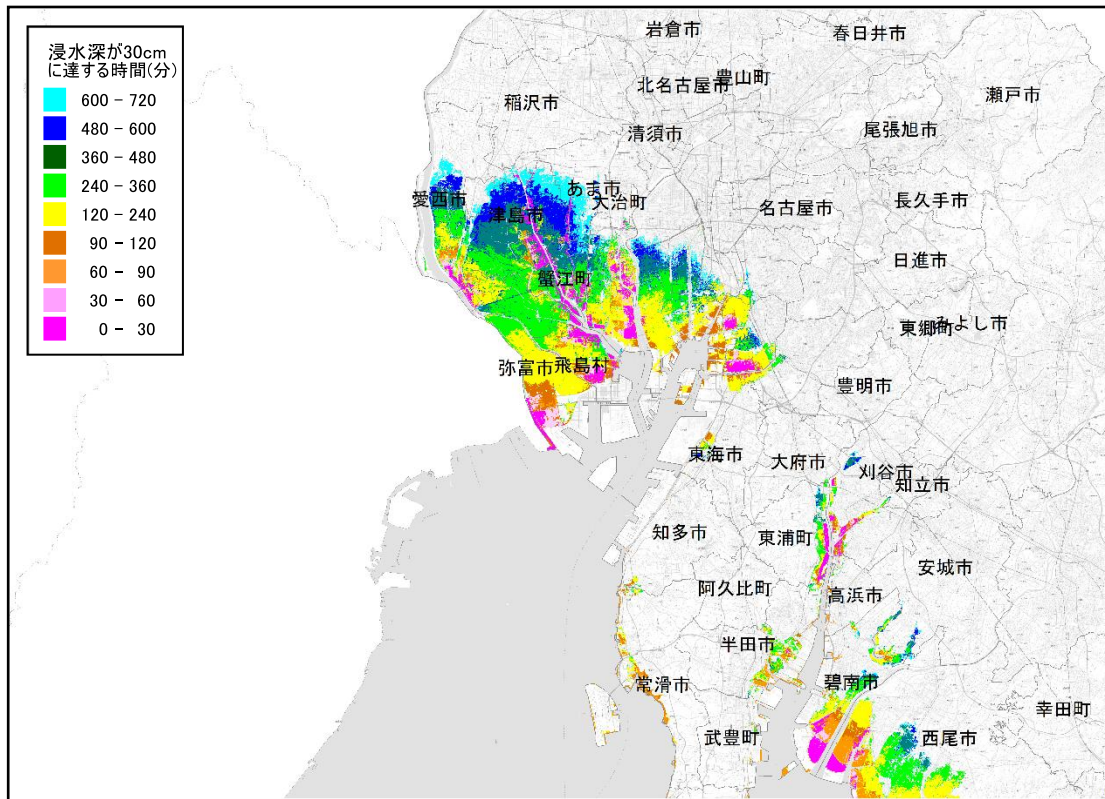 浸水深が30cm
に達する時間(分)
600 - 720
480 - 600
360 - 480
240 - 360
120 - 240
90 - 120
60 - 90
30 - 60
0 - 30
岩倉市
春日井市
北名古屋市
豊山町
瀬戸市
稲沢市
清須市
尾張旭市
あま市
愛西市
大治町
長久手市
津島市
名古屋市
日進市
蟹江町
東郷町
みよし市
弥富市
飛島村
豊明市
東海市
大府市
刈谷市
知立市
知多市
東浦町
安城市
阿久比町
高浜市
半田市
常滑市
碧南市
幸田町
武豊町
西尾市